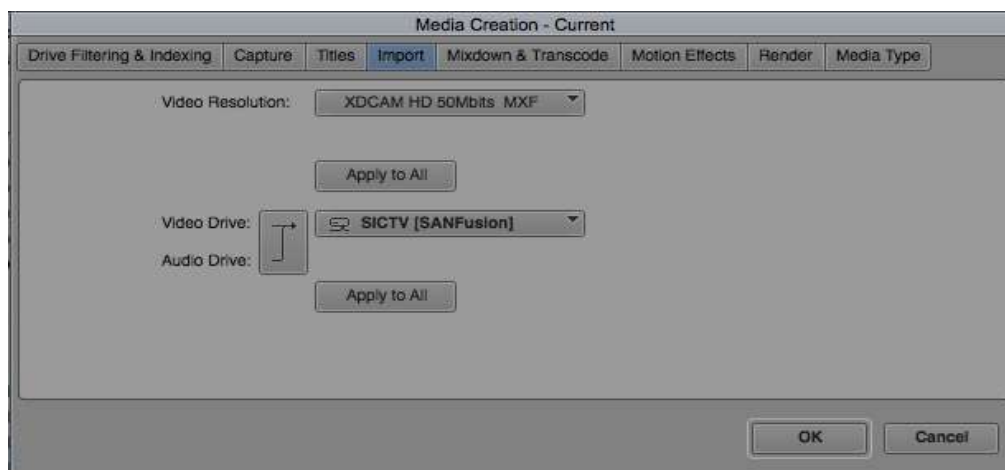 Media Creation - Current
Drive Filtering & Indexing Capture Titles Import Mixdown & Transcode Motion Effects Render Media Type
Video Resolution: XDCAM HD 50Mbits MXF
Apply to All
Video Drive: SICTV [SANFusion]
Audio Drive:
Apply to All
OK Cancel